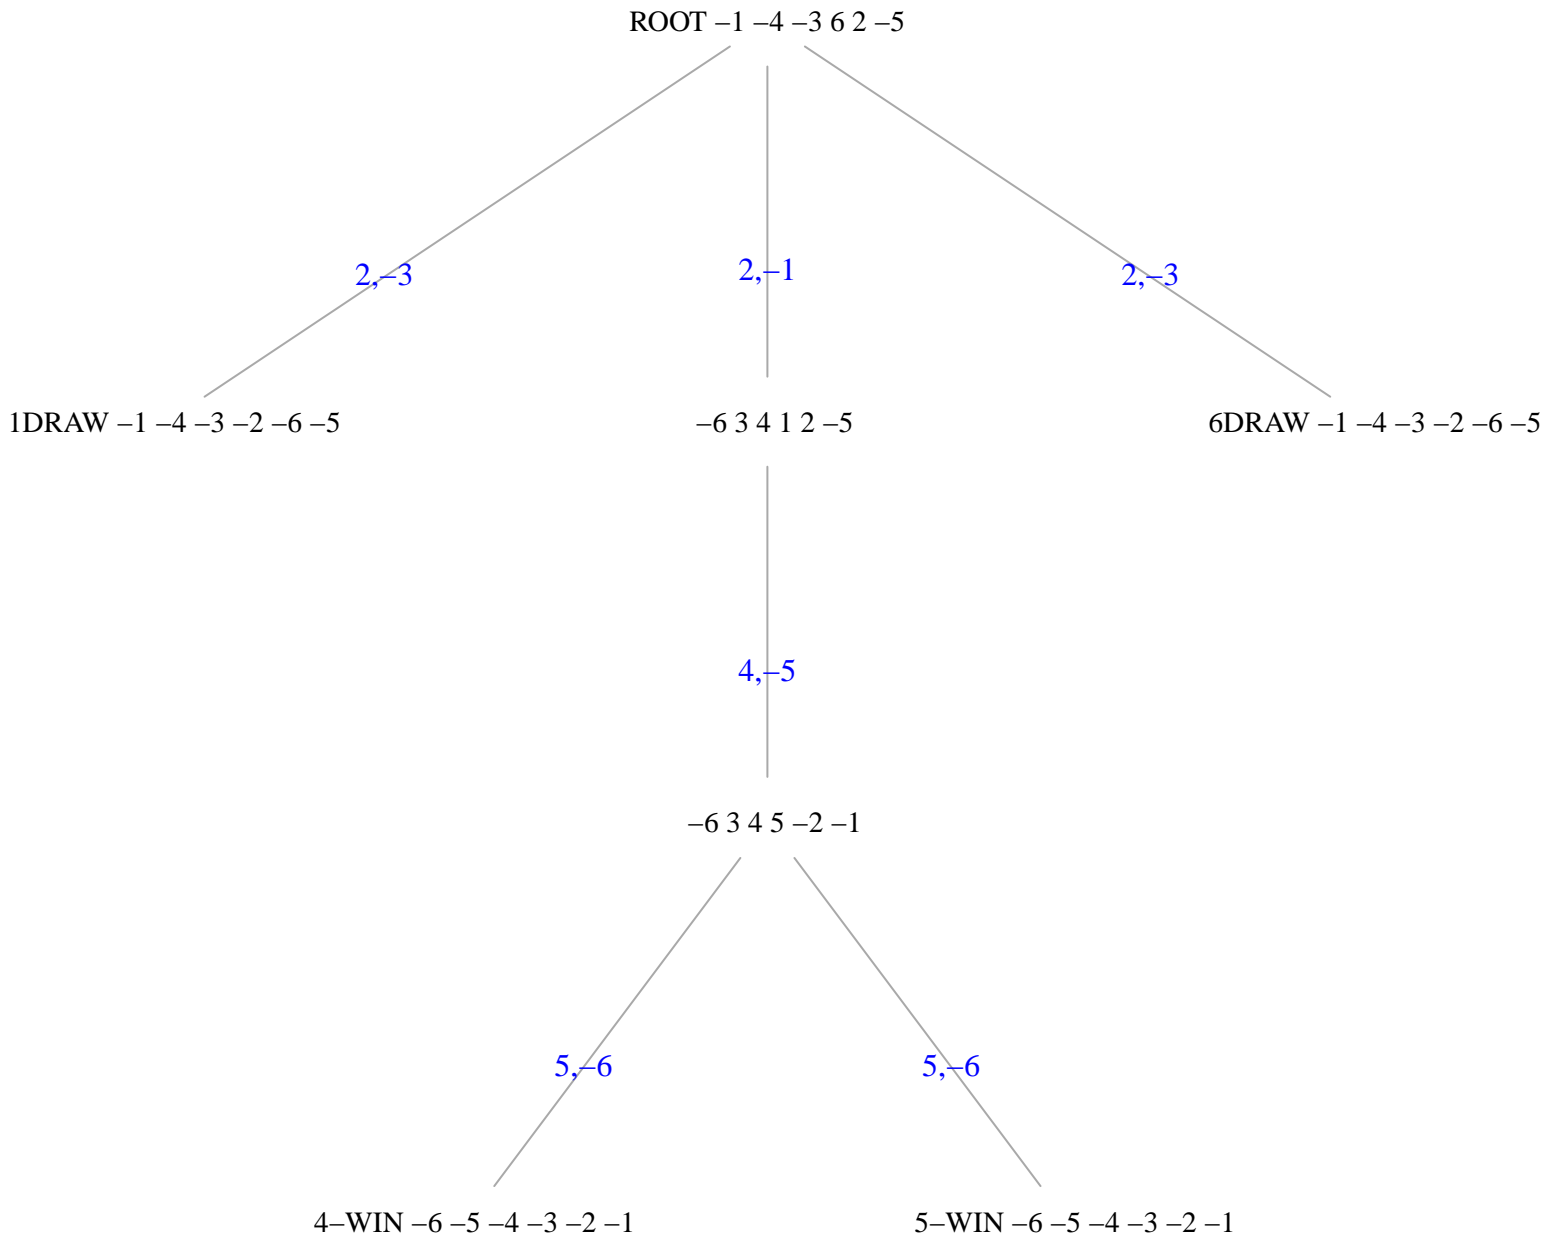 ROOT –1 –4 –3 6 2 –5
2,–3
2,–1
2,–3
1DRAW –1 –4 –3 –2 –6 –5
–6 3 4 1 2 –5
6DRAW –1 –4 –3 –2 –6 –5
4,–5
–6 3 4 5 –2 –1
5,–6
5,–6
4–WIN –6 –5 –4 –3 –2 –1
5–WIN –6 –5 –4 –3 –2 –1